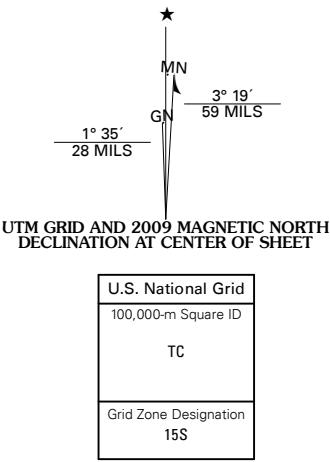 MN
3° 19´
59 MILS
GN
1° 35´
28 MILS
UTM GRID AND 2009 MAGNETIC NORTH
DECLINATION AT CENTER OF SHEET
U.S. National Grid
100,000-m Square ID
TC
Grid Zone Designation
15S